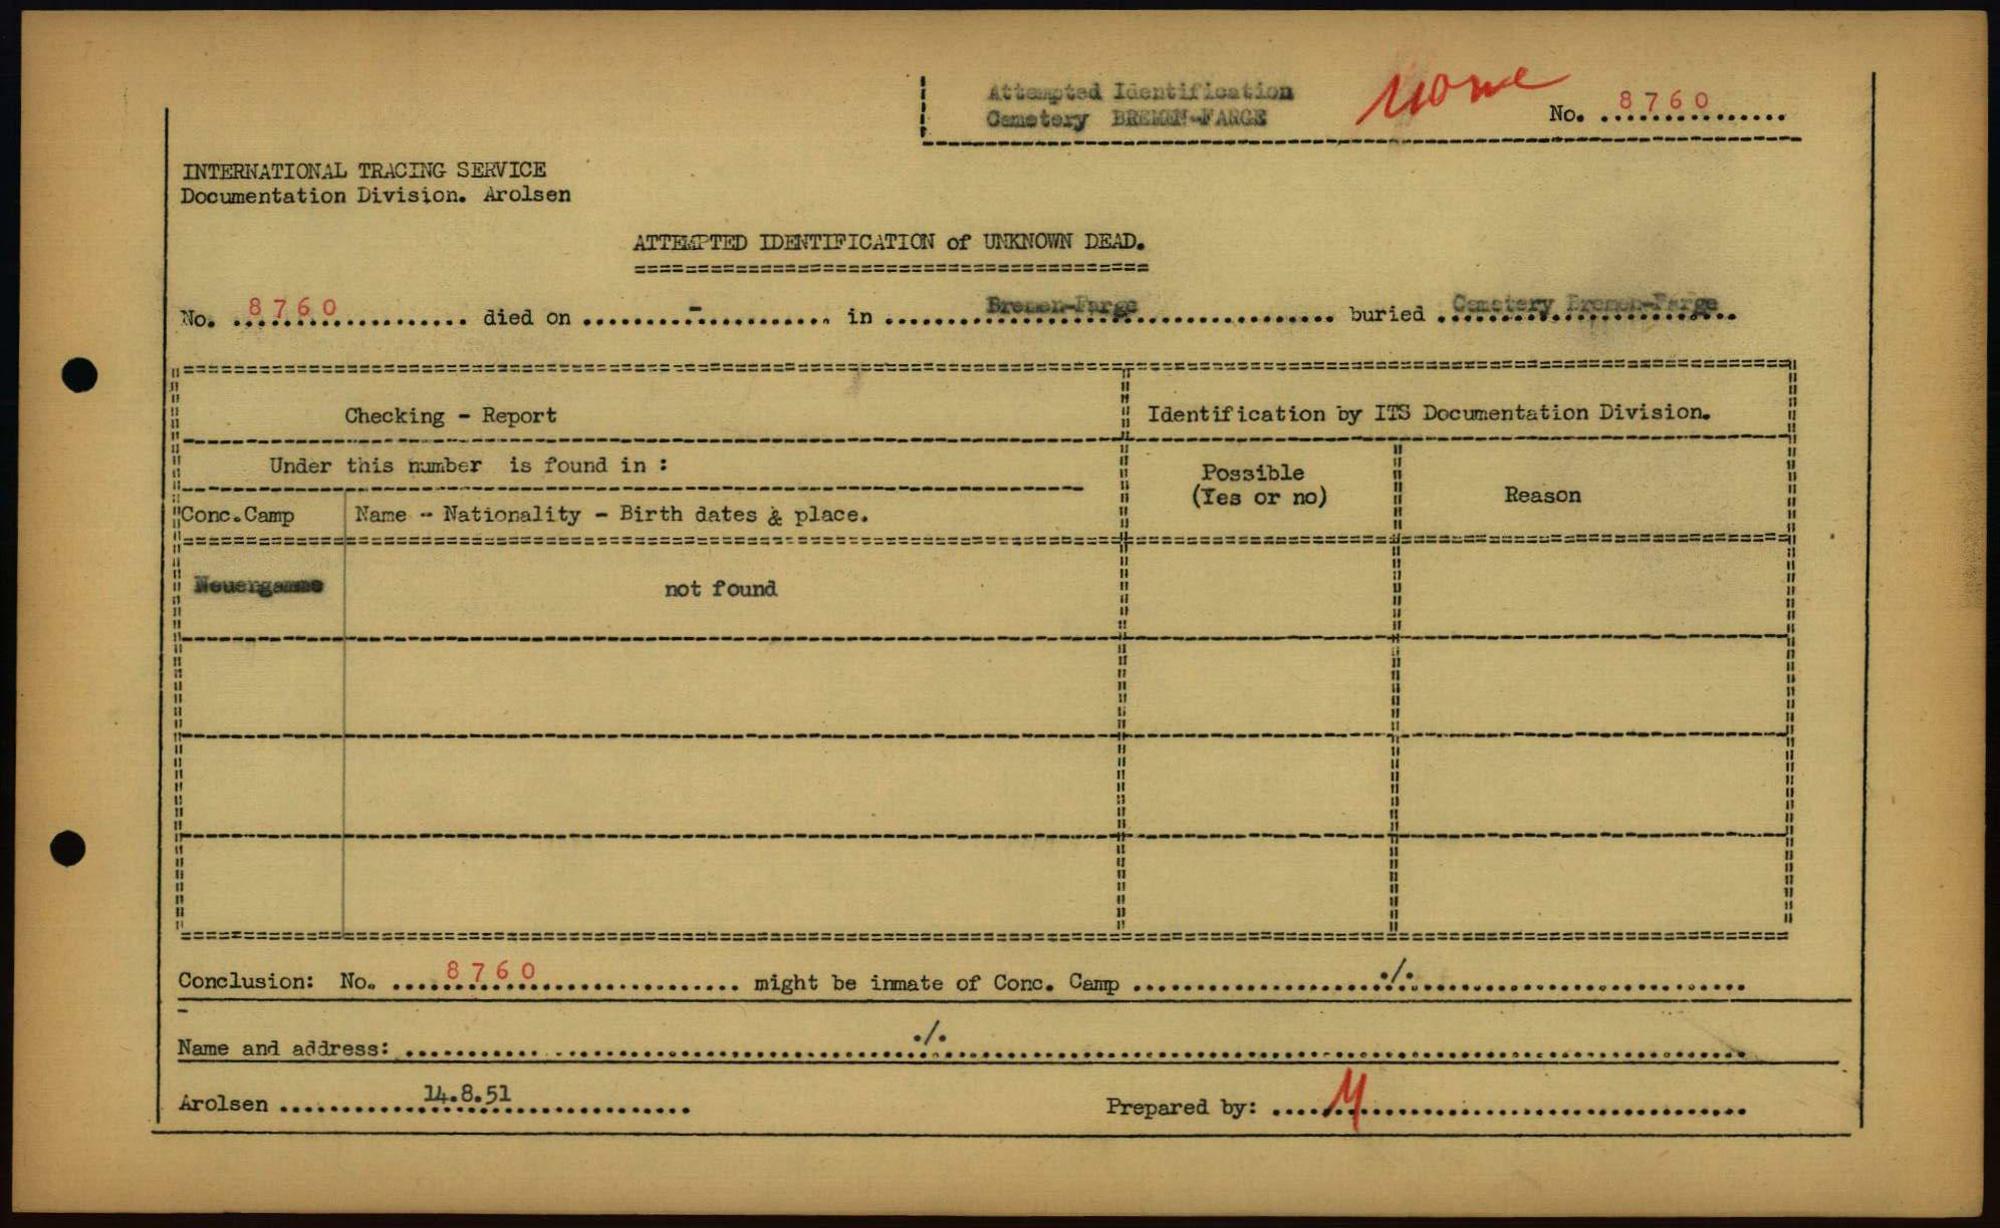 Attempted Identification
Cemetery BREMEN-FARGE
none
No. 8760
INTERNATIONAL TRACING SERVICE
Documentation Division. Arolsen
ATTEMPTED IDENTIFICATION of UNKNOWN DEAD.
No. 8760 died on - in Bremen-Farge buried Cemetery Bremen-Farge
Checking - Report
Identification by ITS Documentation Division.
Under this number is found in :
Possible
(Yes or no)
Reason
Conc.Camp
Name - Nationality - Birth dates & place.
Neuengamme
not found
Conclusion: No. 8760 might be inmate of Conc. Camp ./.
-
Name and address: ./.
Arolsen 14.8.51
Prepared by: M